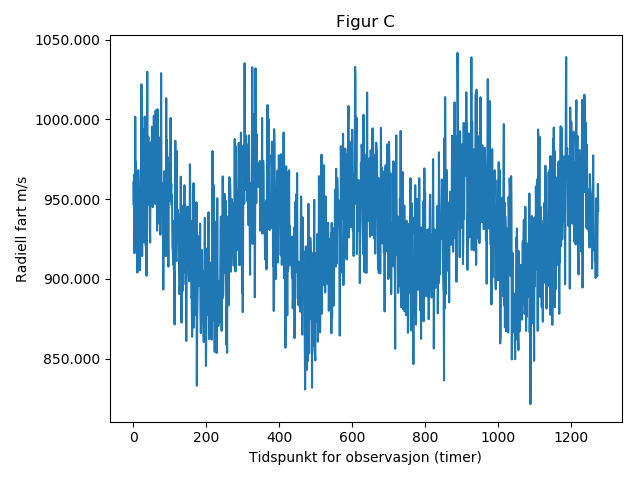 Figur C
1050.000
1000.000
950.000
900.000
850.000
Radiell fart m/s
0 200 400 600 800 1000 1200
Tidspunkt for observasjon (timer)